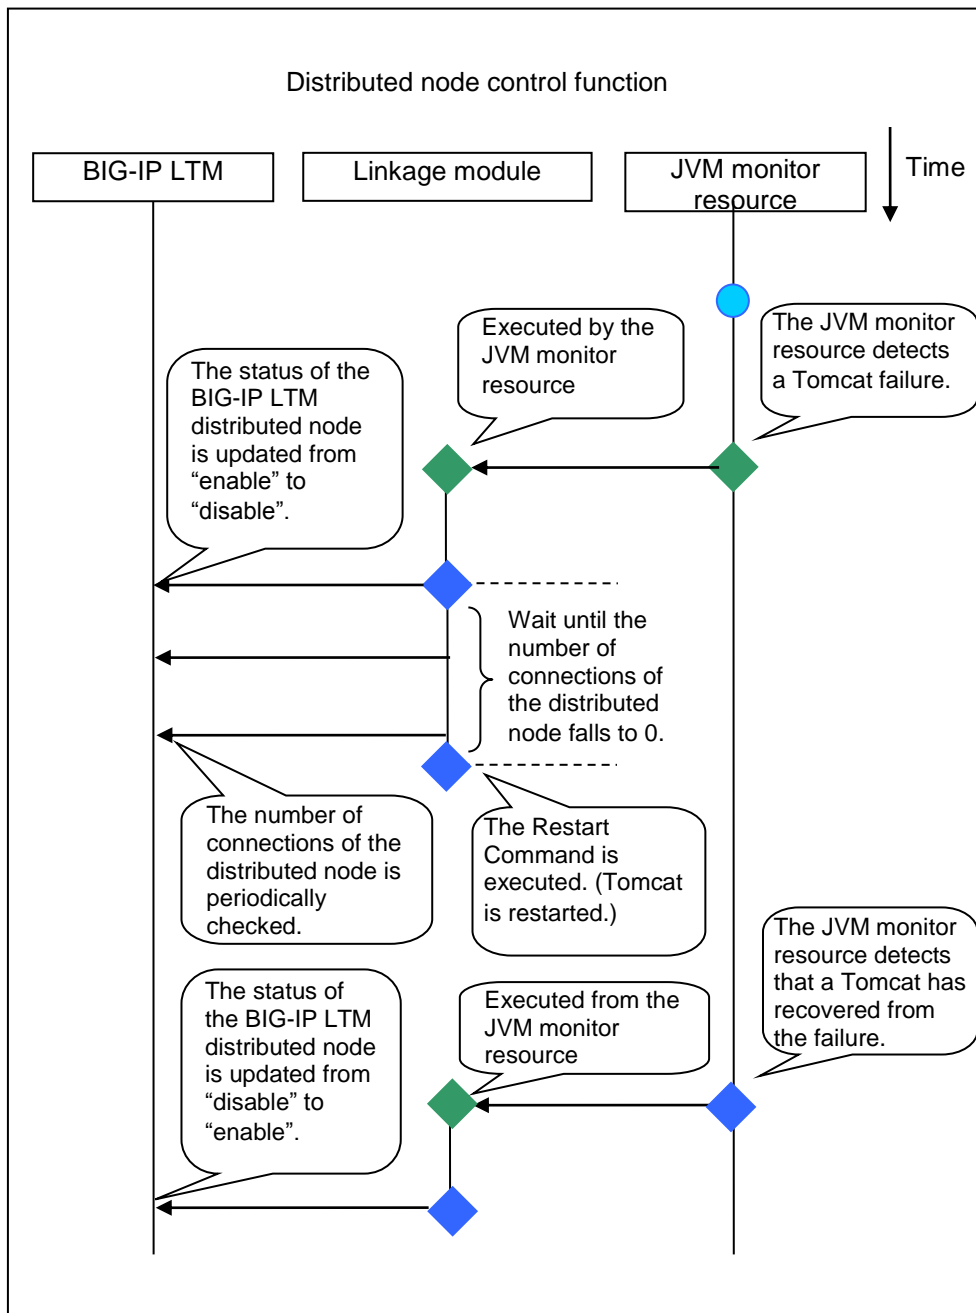 Distributed node control function
BIG-IP LTM
Linkage module
JVM monitor
resource
Time
Executed by the
JVM monitor
resource
The JVM monitor
resource detects
a Tomcat failure.
The status of the
BIG-IP LTM
distributed node
is updated from
“enable” to
“disable”.
Wait until the
number of
connections of
the distributed
node falls to 0.
The number of
connections of the
distributed node is
periodically
checked.
The Restart
Command is
executed. (Tomcat
is restarted.)
The JVM monitor
resource detects
that a Tomcat has
recovered from
the failure.
The status of
the BIG-IP LTM
distributed node
is updated from
“disable” to
“enable”.
Executed from the
JVM monitor
resource